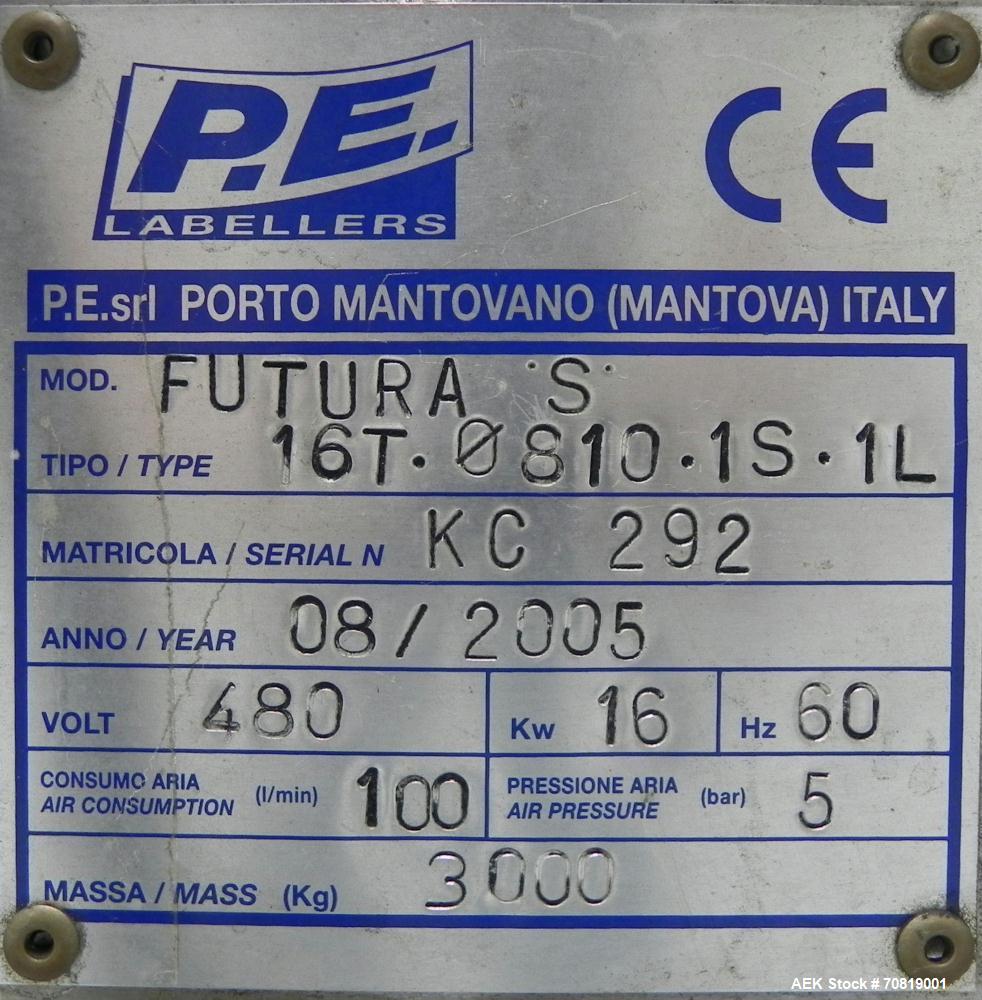 P.E.
LABELLERS
CE
P.E.srl PORTO MANTOVANO (MANTOVA) ITALY
MOD. FUTURA "S"
TIPO / TYPE 16T.Ø810.1S.1L
MATRICOLA / SERIAL N KC 292
ANNO / YEAR 08/2005
VOLT 480 Kw 16 Hz 60
CONSUMO ARIA (l/min) 100 PRESSIONE ARIA (bar) 5
AIR CONSUMPTION AIR PRESSURE
MASSA / MASS (Kg) 3000
AEK Stock # 70819001